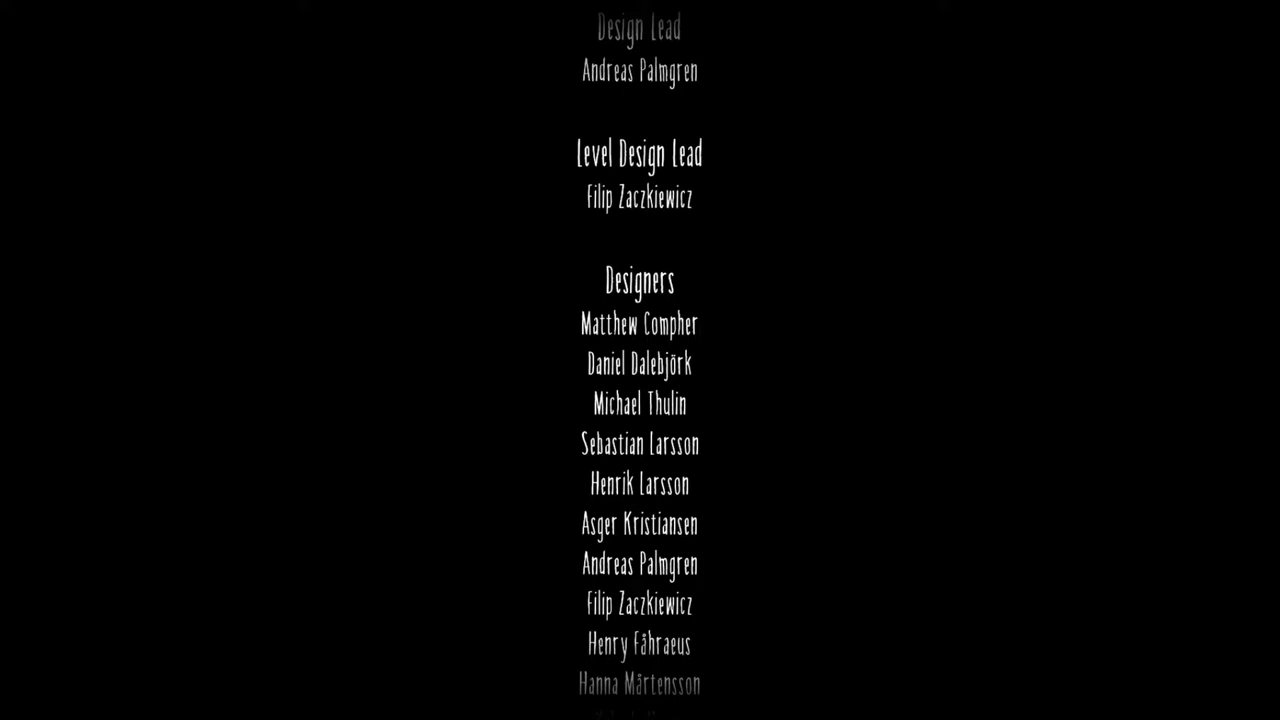 Design Lead
Andreas Palmgren
Level Design Lead
Filip Zaczkiewicz
Designers
Matthew Compher
Daniel Dalebjörk
Michael Thulin
Sebastian Larsson
Henrik Larsson
Asger Kristiansen
Andreas Palmgren
Filip Zaczkiewicz
Henry Fåhraeus
Hanna Mårtensson